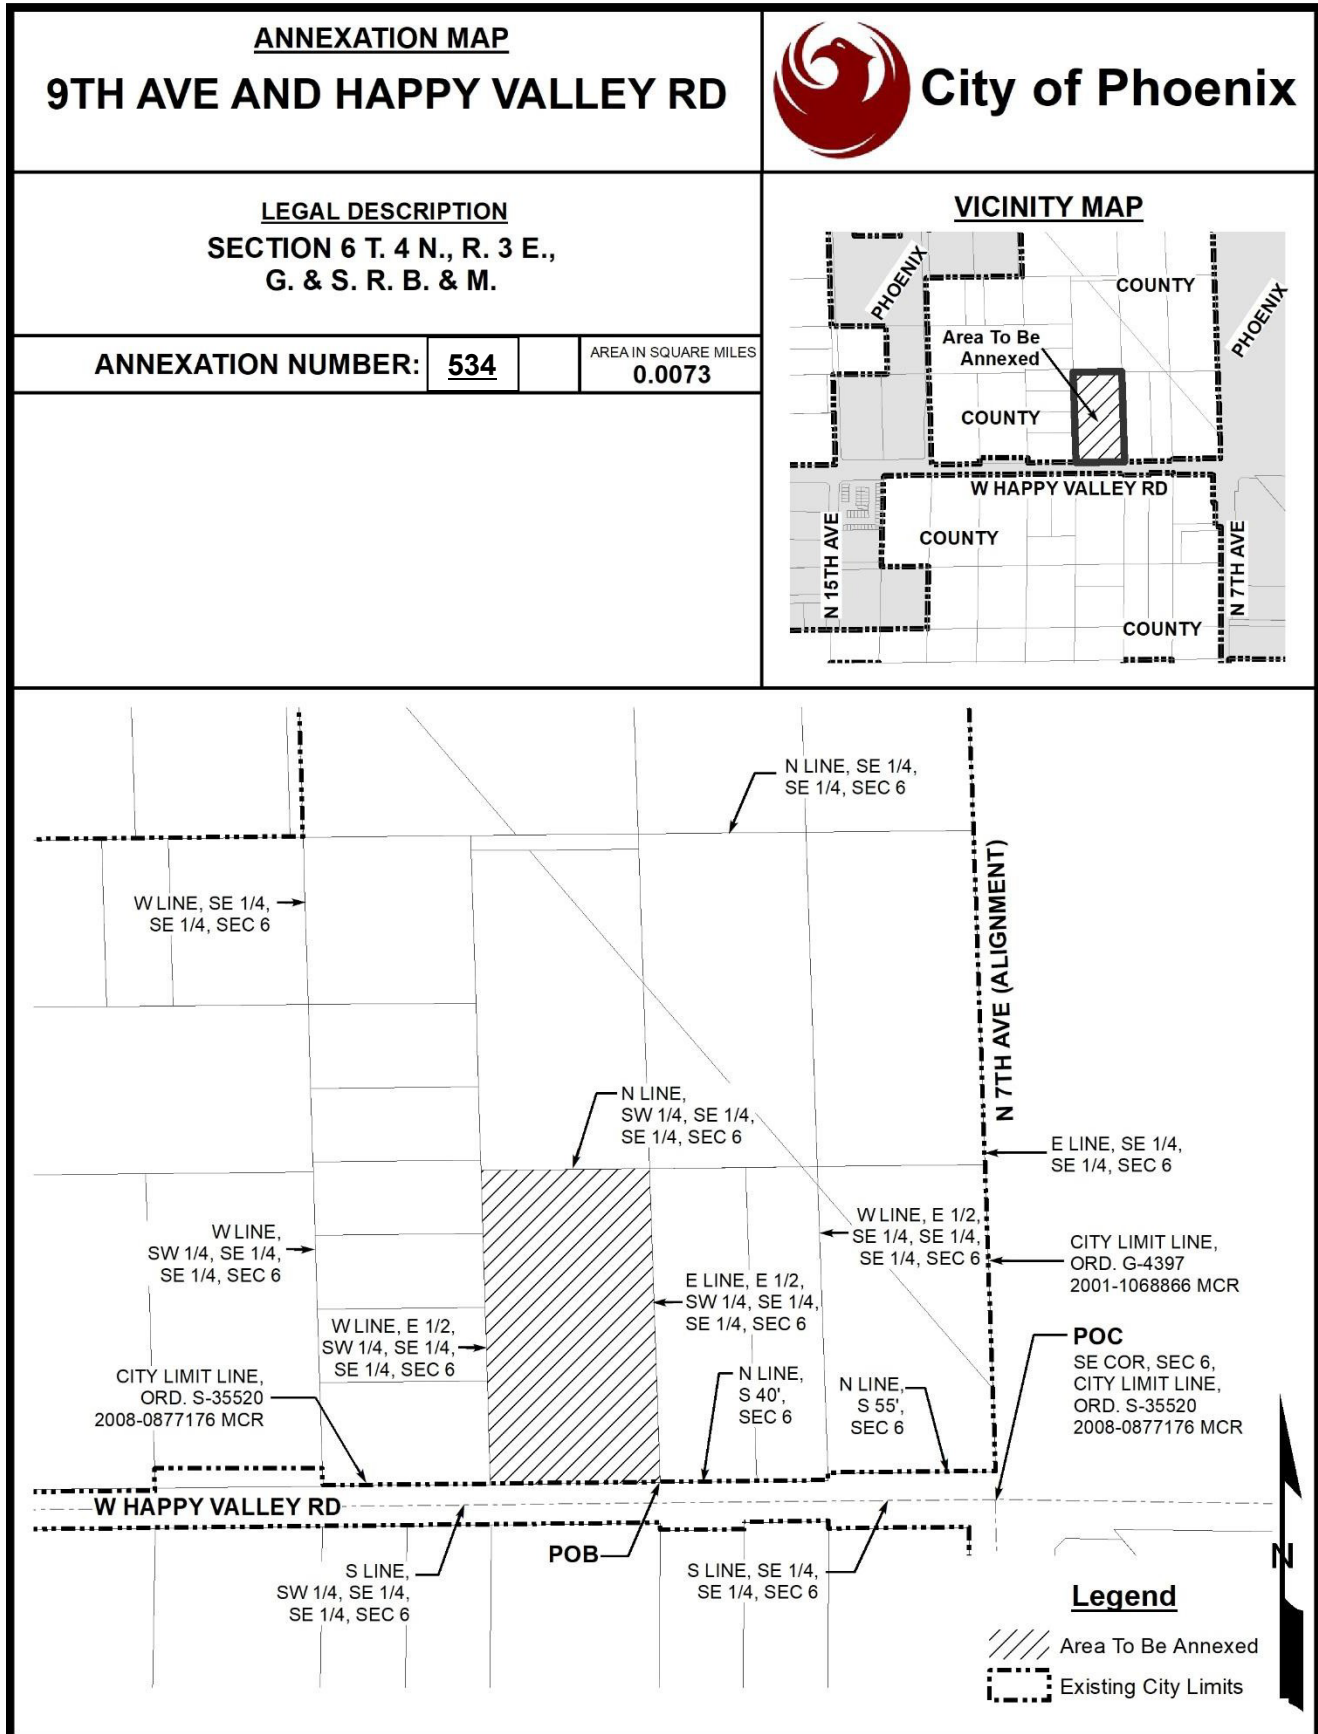 ANNEXATION MAP
9TH AVE AND HAPPY VALLEY RD
City of Phoenix
LEGAL DESCRIPTION
SECTION 6 T. 4 N., R. 3 E.,
G. & S. R. B. & M.
ANNEXATION NUMBER: 534
AREA IN SQUARE MILES
0.0073
VICINITY MAP
PHOENIX
COUNTY
PHOENIX
Area To Be
Annexed
COUNTY
W HAPPY VALLEY RD
N 15TH AVE
COUNTY
N 7TH AVE
COUNTY
N LINE, SE 1/4,
SE 1/4, SEC 6
W LINE, SE 1/4,
SE 1/4, SEC 6
N 7TH AVE (ALIGNMENT)
N LINE,
SW 1/4, SE 1/4,
SE 1/4, SEC 6
E LINE, SE 1/4,
SE 1/4, SEC 6
W LINE,
SW 1/4, SE 1/4,
SE 1/4, SEC 6
W LINE, E 1/2,
SE 1/4, SE 1/4,
SE 1/4, SEC 6
CITY LIMIT LINE,
ORD. G-4397
2001-1068866 MCR
E LINE, E 1/2,
SW 1/4, SE 1/4,
SE 1/4, SEC 6
W LINE, E 1/2,
SW 1/4, SE 1/4,
SE 1/4, SEC 6
POC
SE COR, SEC 6,
CITY LIMIT LINE,
ORD. S-35520
2008-0877176 MCR
CITY LIMIT LINE,
ORD. S-35520
2008-0877176 MCR
N LINE,
S 40',
SEC 6
N LINE,
S 55',
SEC 6
W HAPPY VALLEY RD
POB
S LINE,
SW 1/4, SE 1/4,
SE 1/4, SEC 6
S LINE, SE 1/4,
SE 1/4, SEC 6
N
Legend
Area To Be Annexed
Existing City Limits